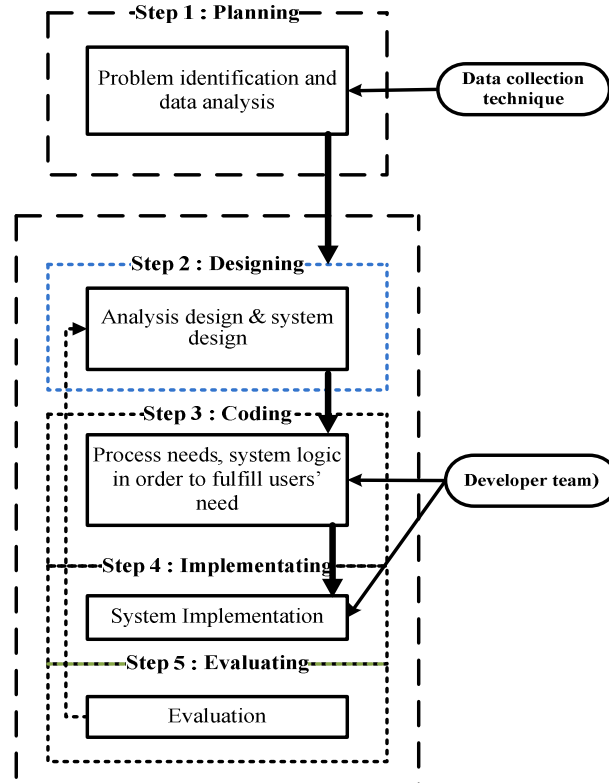 Step 1 : Planning
Problem identification and
data analysis
Data collection
technique
Step 2 : Designing
Analysis design & system
design
Step 3 : Coding
Process needs, system logic
in order to fulfill users’
need
Developer team)
Step 4 : Implementating
System Implementation
Step 5 : Evaluating
Evaluation